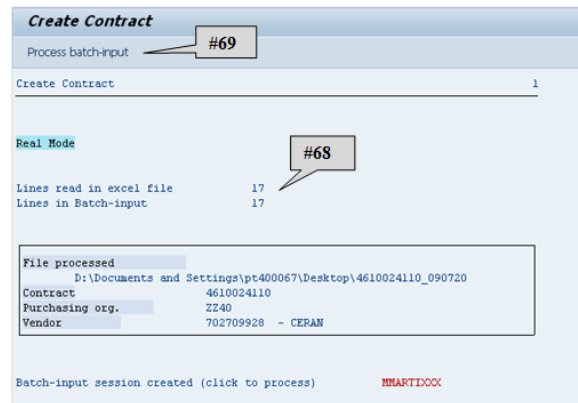 Create Contract
Process batch-input
#69
Create Contract 1
Real Mode
#68
Lines read in excel file 17
Lines in Batch-input 17
File processed
D:\Documents and Settings\pt400067\Desktop\4610024110_090720
Contract 4610024110
Purchasing org. ZZ40
Vendor 702709928 - CERAN
Batch-input session created (click to process) MMARTIXXX